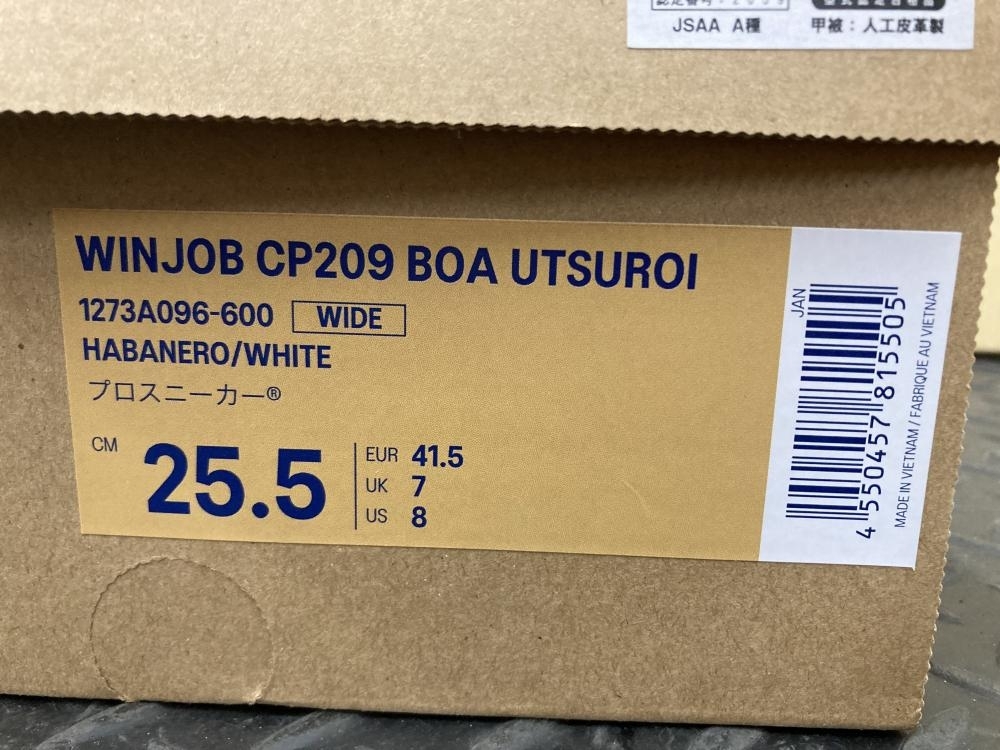 JSAA A種
甲被：人工皮革製
WINJOB CP209 BOA UTSUROI
1273A096-600 WIDE
HABANERO/WHITE
プロスニーカー®
CM
25.5
EUR 41.5
UK 7
US 8
JAN
4 550457 815505
MADE IN VIETNAM / FABRIQUE AU VIETNAM